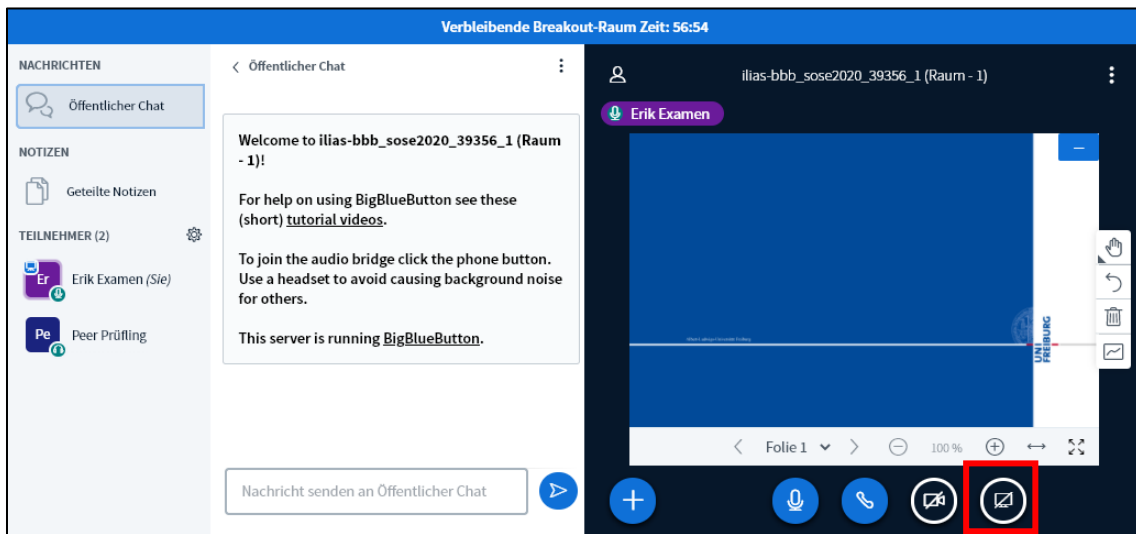 Verbleibende Breakout-Raum Zeit: 56:54
NACHRICHTEN
Öffentlicher Chat
NOTIZEN
Geteilte Notizen
TEILNEHMER (2)
Er
Erik Examen (Sie)
Pe
Peer Prüfling
Öffentlicher Chat
Welcome to ilias-bbb_sose2020_39356_1 (Raum
- 1)!
For help on using BigBlueButton see these
(short) tutorial videos.
To join the audio bridge click the phone button.
Use a headset to avoid causing background noise
for others.
This server is running BigBlueButton.
Nachricht senden an Öffentlicher Chat
ilias-bbb_sose2020_39356_1 (Raum - 1)
Erik Examen
UNI
FREIBURG
Folie 1
100 %